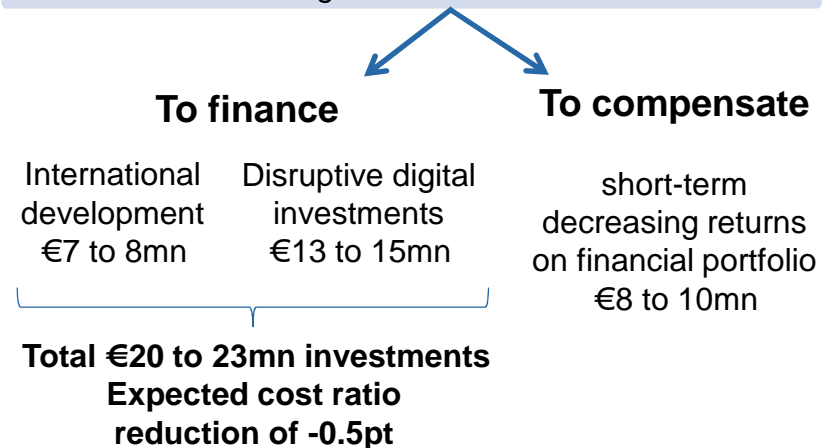 To finance
International
development
€7 to 8mn
Disruptive digital
investments
€13 to 15mn
Total €20 to 23mn investments
Expected cost ratio
reduction of -0.5pt
To compensate
short-term
decreasing returns
on financial portfolio
€8 to 10mn